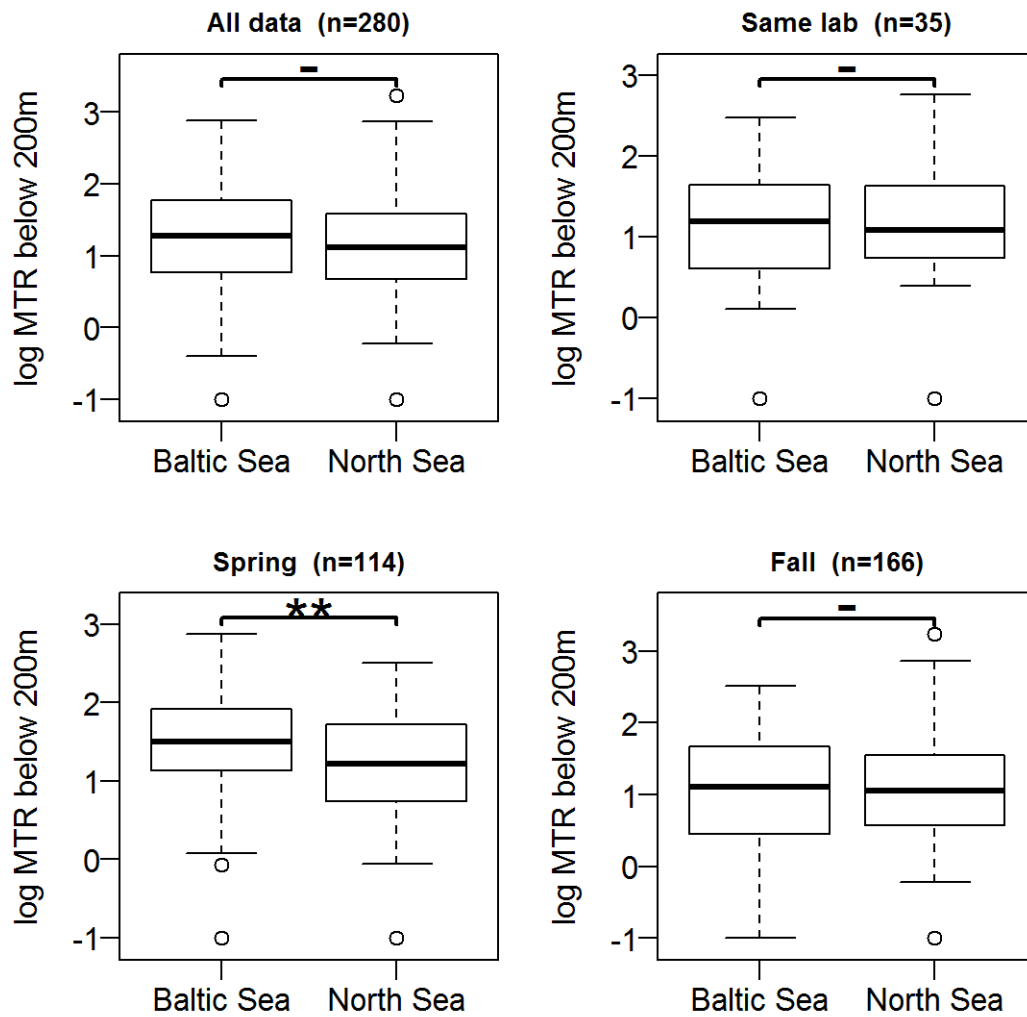 All data (n=280)
–
log MTR below 200m
3
2
1
0
-1
Baltic Sea North Sea
Same lab (n=35)
–
log MTR below 200m
3
2
1
0
-1
Baltic Sea North Sea
Spring (n=114)
**
log MTR below 200m
3
2
1
0
-1
Baltic Sea North Sea
Fall (n=166)
–
log MTR below 200m
3
2
1
0
-1
Baltic Sea North Sea